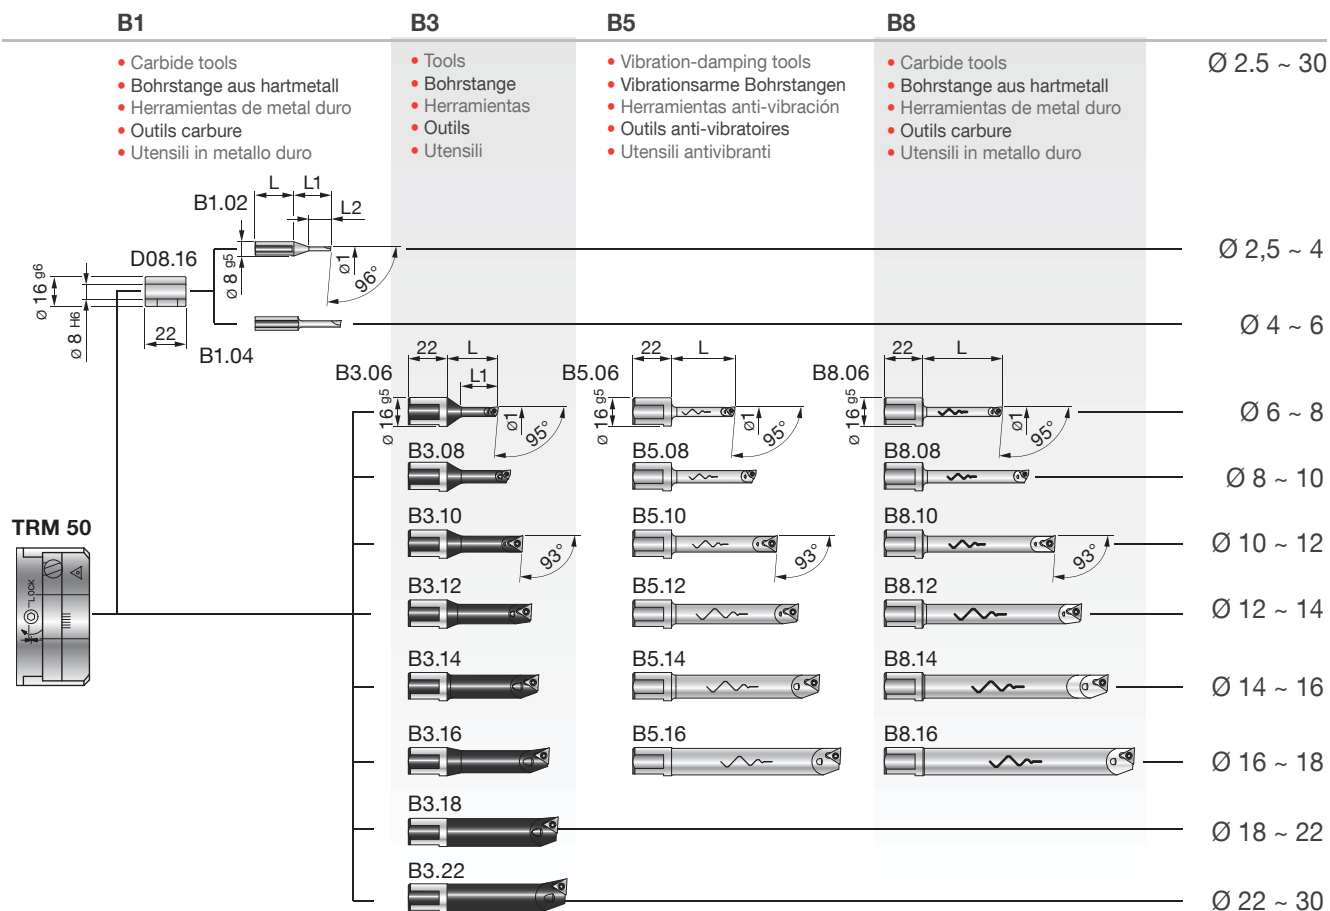 B1 B3 B5 B8
• Carbide tools
• Bohrstange aus hartmetall
• Herramientas de metal duro
• Outils carbure
• Utensili in metallo duro
• Tools
• Bohrstange
• Herramientas
• Outils
• Utensili
• Vibration-damping tools
• Vibrationsarme Bohrstangen
• Herramientas anti-vibración
• Outils anti-vibratoires
• Utensili antivibranti
• Carbide tools
• Bohrstange aus hartmetall
• Herramientas de metal duro
• Outils carbure
• Utensili in metallo duro
Ø 2.5 ~ 30
L L1
B1.02 L2
D08.16
Ø 16 g6
Ø 8 H6
22
Ø 8 g5
Ø1
96°
Ø 2,5 ~ 4
B1.04
Ø 4 ~ 6
B3.06
22 L
L1
Ø 16 g5
Ø1
95°
B5.06
22 L
Ø 16 g5
Ø1
95°
B8.06
22 L
Ø 16 g5
Ø1
95°
Ø 6 ~ 8
B3.08 B5.08 B8.08
Ø 8 ~ 10
TRM 50
LOCK
B3.10 B5.10 B8.10
93° 93° 93°
Ø 10 ~ 12
B3.12 B5.12 B8.12
Ø 12 ~ 14
B3.14 B5.14 B8.14
Ø 14 ~ 16
B3.16 B5.16 B8.16
Ø 16 ~ 18
B3.18
Ø 18 ~ 22
B3.22
Ø 22 ~ 30